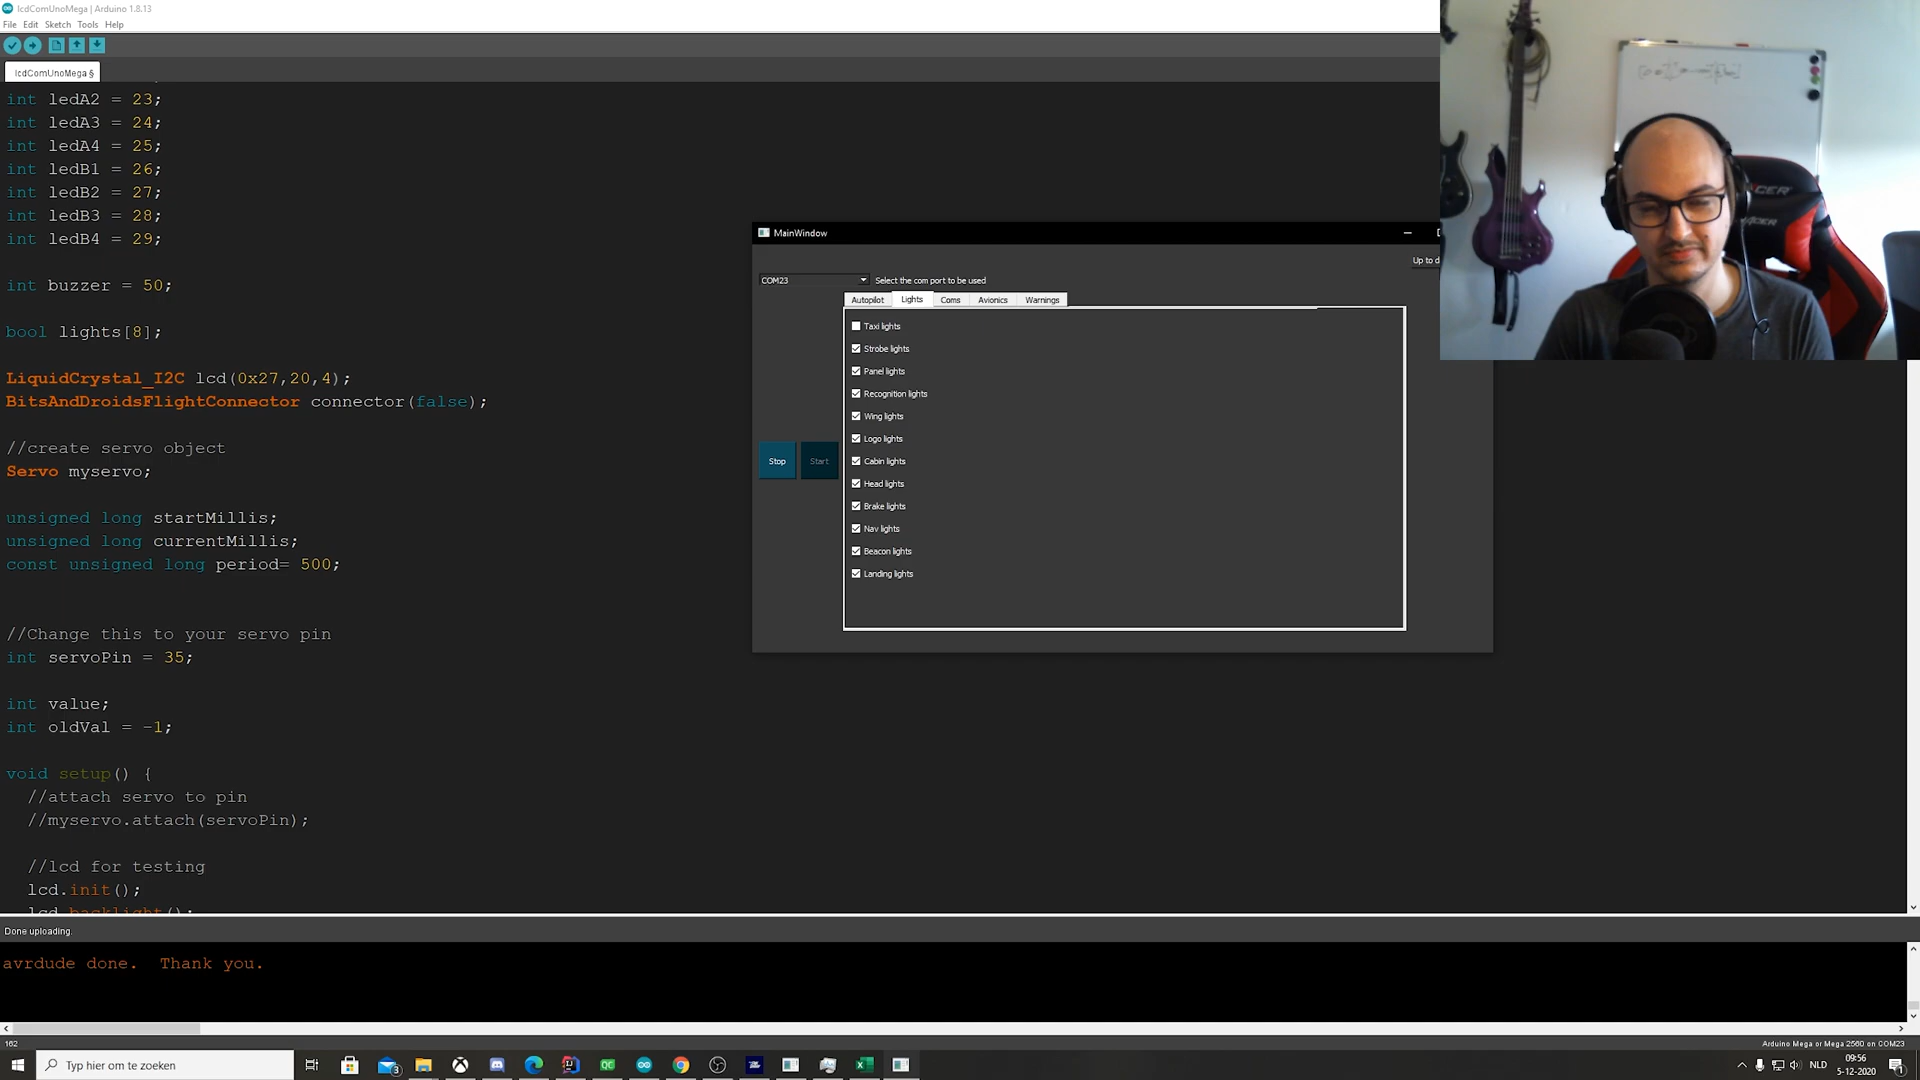 lcdComUnoMega | Arduino 1.8.13
File Edit Sketch Tools Help
lcdComUnoMega §
int ledA2 = 23;
int ledA3 = 24;
int ledA4 = 25;
int ledB1 = 26;
int ledB2 = 27;
int ledB3 = 28;
int ledB4 = 29;
int buzzer = 50;
bool lights[8];
LiquidCrystal_I2C lcd(0x27,20,4);
BitsAndDroidsFlightConnector connector(false);
//create servo object
Servo myservo;
unsigned long startMillis;
unsigned long currentMillis;
const unsigned long period= 500;
//Change this to your servo pin
int servoPin = 35;
int value;
int oldVal = -1;
void setup() {
//attach servo to pin
//myservo.attach(servoPin);
//lcd for testing
lcd.init();
lcd.backlight();
MainWindow
Up to d
COM23 Select the com port to be used
Autopilot Lights Coms Avionics Warnings
Taxi lights
Strobe lights
Panel lights
Recognition lights
Wing lights
Logo lights
Cabin lights
Head lights
Brake lights
Nav lights
Beacon lights
Landing lights
Stop Start
Done uploading.
avrdude done.  Thank you.
162
Arduino Mega or Mega 2560 on COM23
Typ hier om te zoeken
NLD
09:56
5-12-2020